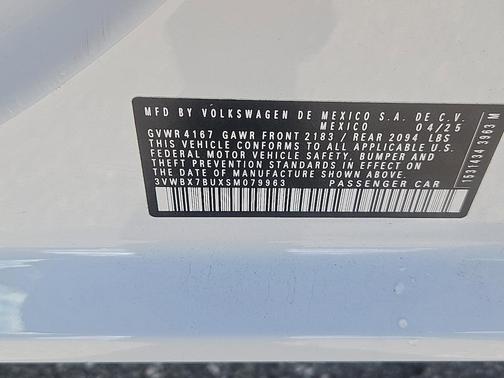 MFD BY VOLKSWAGEN DE MEXICO S.A. DE C.V.
MEXICO 04/25
GVWR 4167 GAWR FRONT 2183 / REAR 2094 LBS
THIS VEHICLE CONFORMS TO ALL APPLICABLE U.S.
FEDERAL MOTOR VEHICLE SAFETY, BUMPER AND
THEFT PREVENTION STANDARDS IN EFFECT ON
THE DATE OF MANUFACTURE SHOWN ABOVE.
3VWBX7BUXSM079963 PASSENGER CAR
1531434 3963 M